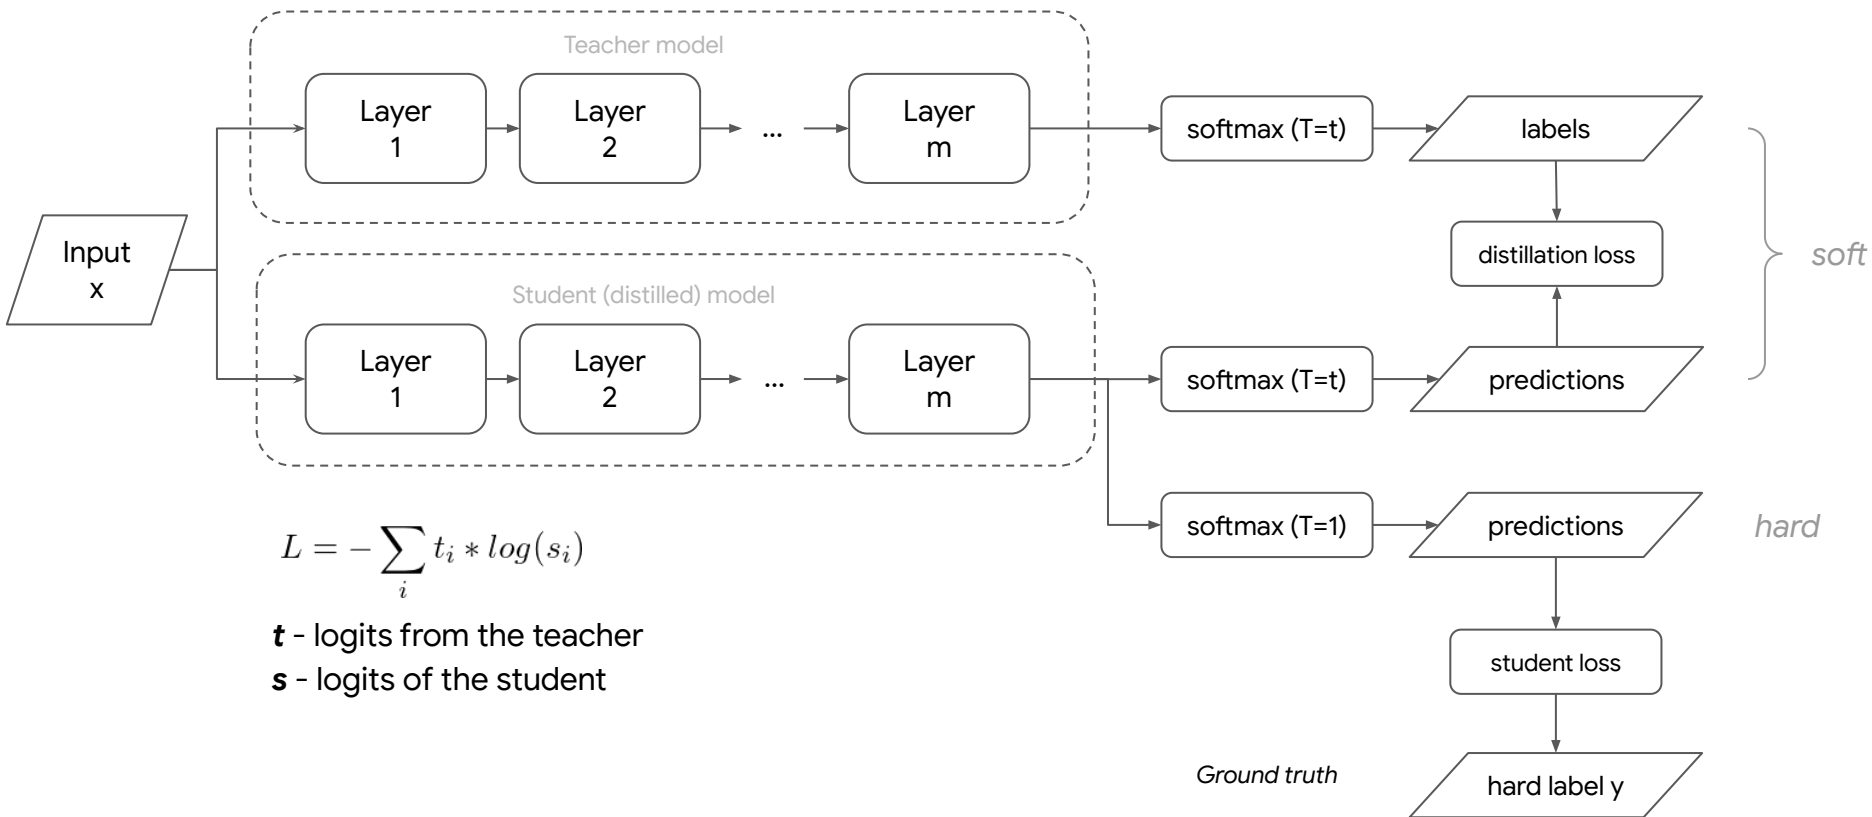 Teacher model
Layer
1
Layer
2
...
Layer
m
softmax (T=t)
labels
Input
x
distillation loss
soft
Student (distilled) model
Layer
1
Layer
2
...
Layer
m
softmax (T=t)
predictions
softmax (T=1)
predictions
hard
L = - ∑ t_i * log(s_i)
i
t - logits from the teacher
s - logits of the student
student loss
Ground truth
hard label y